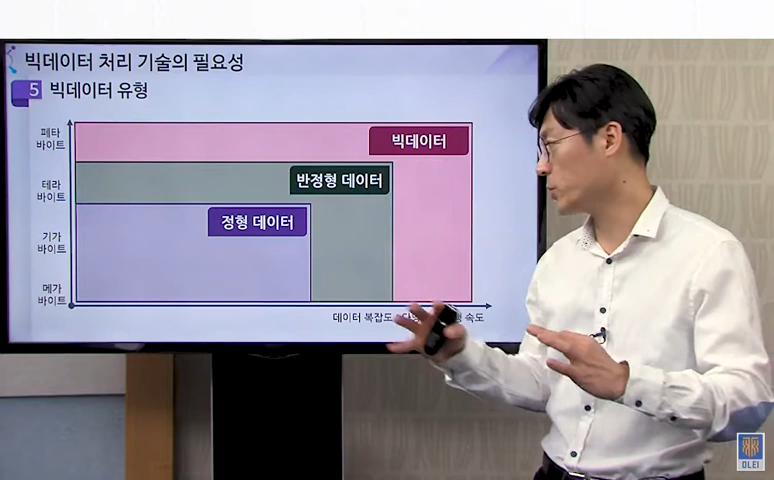 빅데이터 처리 기술의 필요성
5 빅데이터 유형
페타
바이트
빅데이터
테라
바이트
반정형 데이터
정형 데이터
기가
바이트
메가
바이트
데이터 복잡도 속도
OLEI